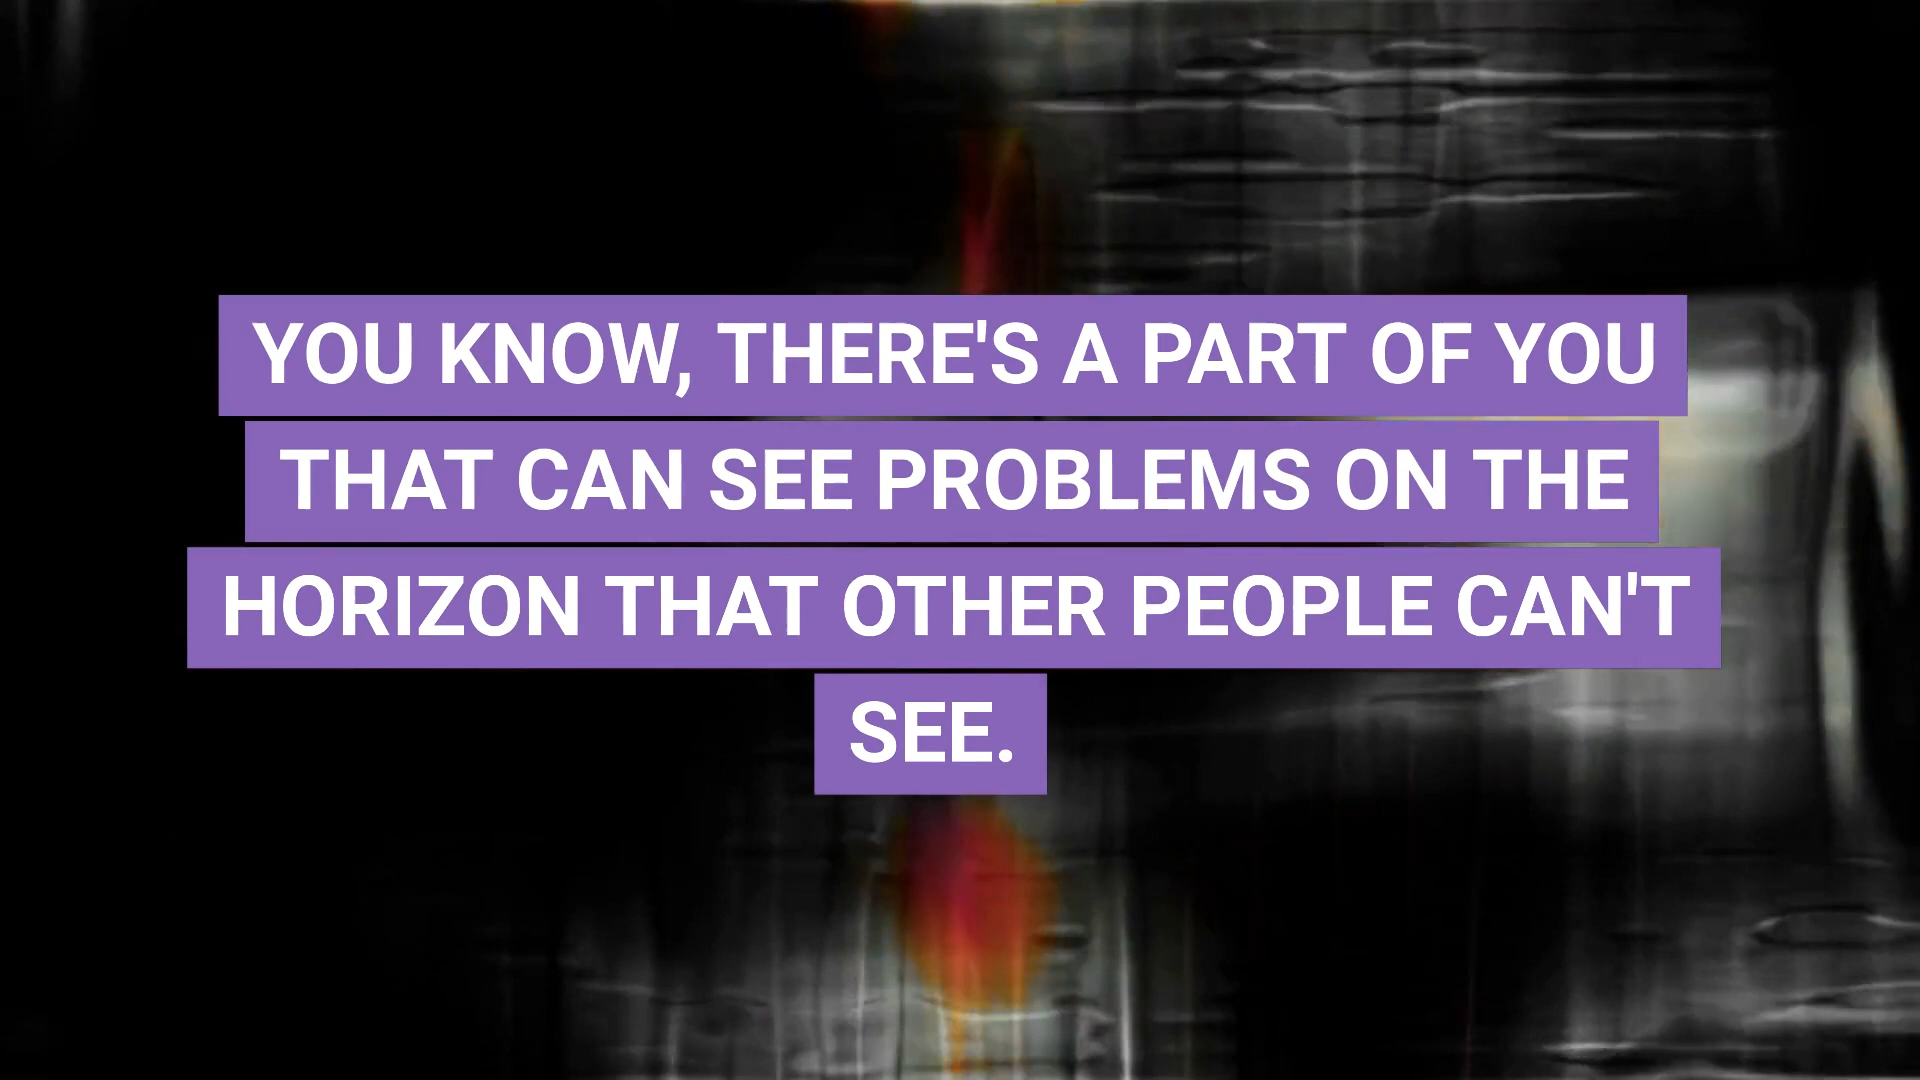 YOU KNOW, THERE'S A PART OF YOU
THAT CAN SEE PROBLEMS ON THE
HORIZON THAT OTHER PEOPLE CAN'T
SEE.